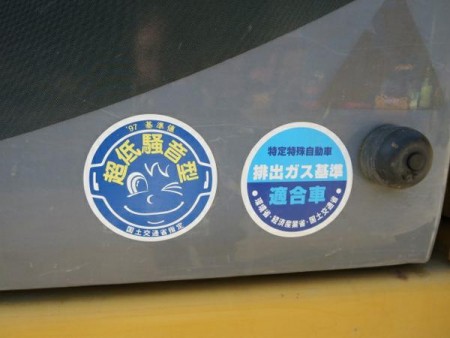 '97 基準値
超低騒音型
国土交通省指定
特定特殊自動車
排出ガス基準
適合車
●環境省・経済産業省・国土交通省●